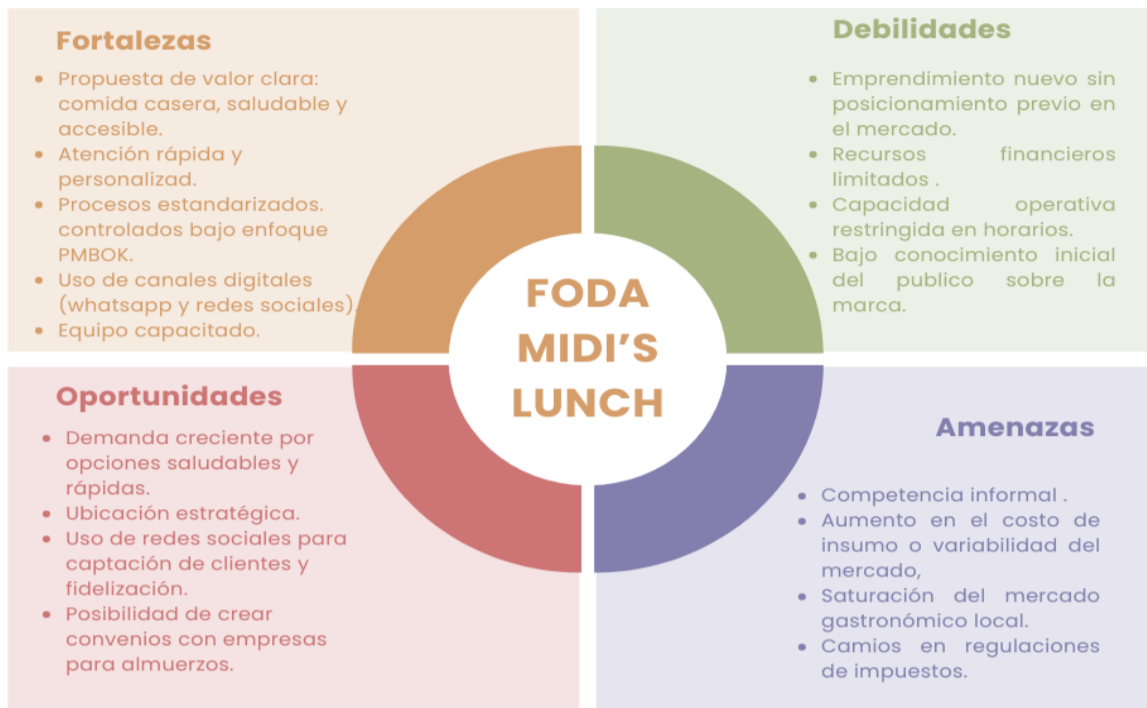 Fortalezas
Propuesta de valor clara:
comida casera, saludable y
accesible.
Atención rápida y
personalizad.
Procesos estandarizados.
controlados bajo enfoque
PMBOK.
Uso de canales digitales
(whatsapp y redes sociales).
Equipo capacitado.
Debilidades
Emprendimiento nuevo sin
posicionamiento previo en
el mercado.
Recursos financieros
limitados .
Capacidad operativa
restringida en horarios.
Bajo conocimiento inicial
del publico sobre la
marca.
FODA
MIDI’S
LUNCH
Oportunidades
Demanda creciente por
opciones saludables y
rápidas.
Ubicación estratégica.
Uso de redes sociales para
captación de clientes y
fidelización.
Posibilidad de crear
convenios con empresas
para almuerzos.
Amenazas
Competencia informal .
Aumento en el costo de
insumo o variabilidad del
mercado,
Saturación del mercado
gastronómico local.
Camios en regulaciones
de impuestos.